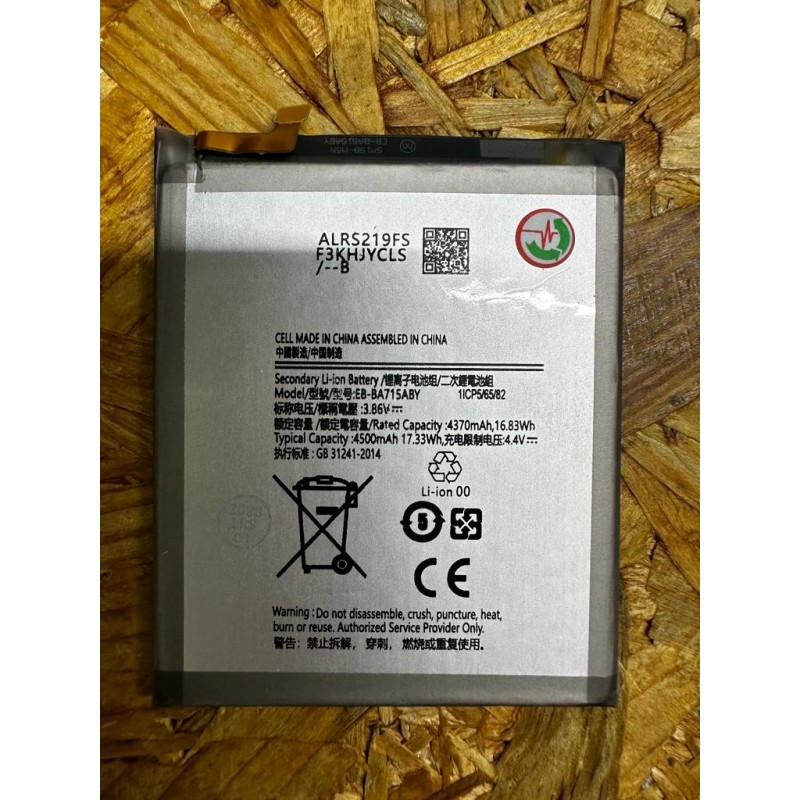 EB-BA515ABY
ALRS219FS
F3KHJYCLS
/--B
CELL MADE IN CHINA ASSEMBLED IN CHINA
中國製造/中国制造
Secondary Li-ion Battery /锂离子电池组/二次鋰電池組
Model/型號/型号:EB-BA715ABY 1ICP5/65/82
标称电压/標稱電壓:3.86V⎓
额定容量/額定電容量/Rated Capacity:4370mAh,16.83Wh
Typical Capacity:4500mAh 17.33Wh,充电限制电压:4.4V⎓
执行标准: GB 31241-2014
Li-ion 00
5
CE
Warning : Do not disassemble, crush, puncture, heat,
burn or reuse. Authorized Service Provider Only.
警告: 禁止拆解, 穿刺, 燃烧或重复使用。